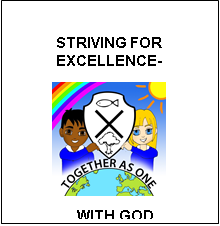 STRIVING FOR
EXCELLENCE-
TOGETHER AS ONE
WITH GOD